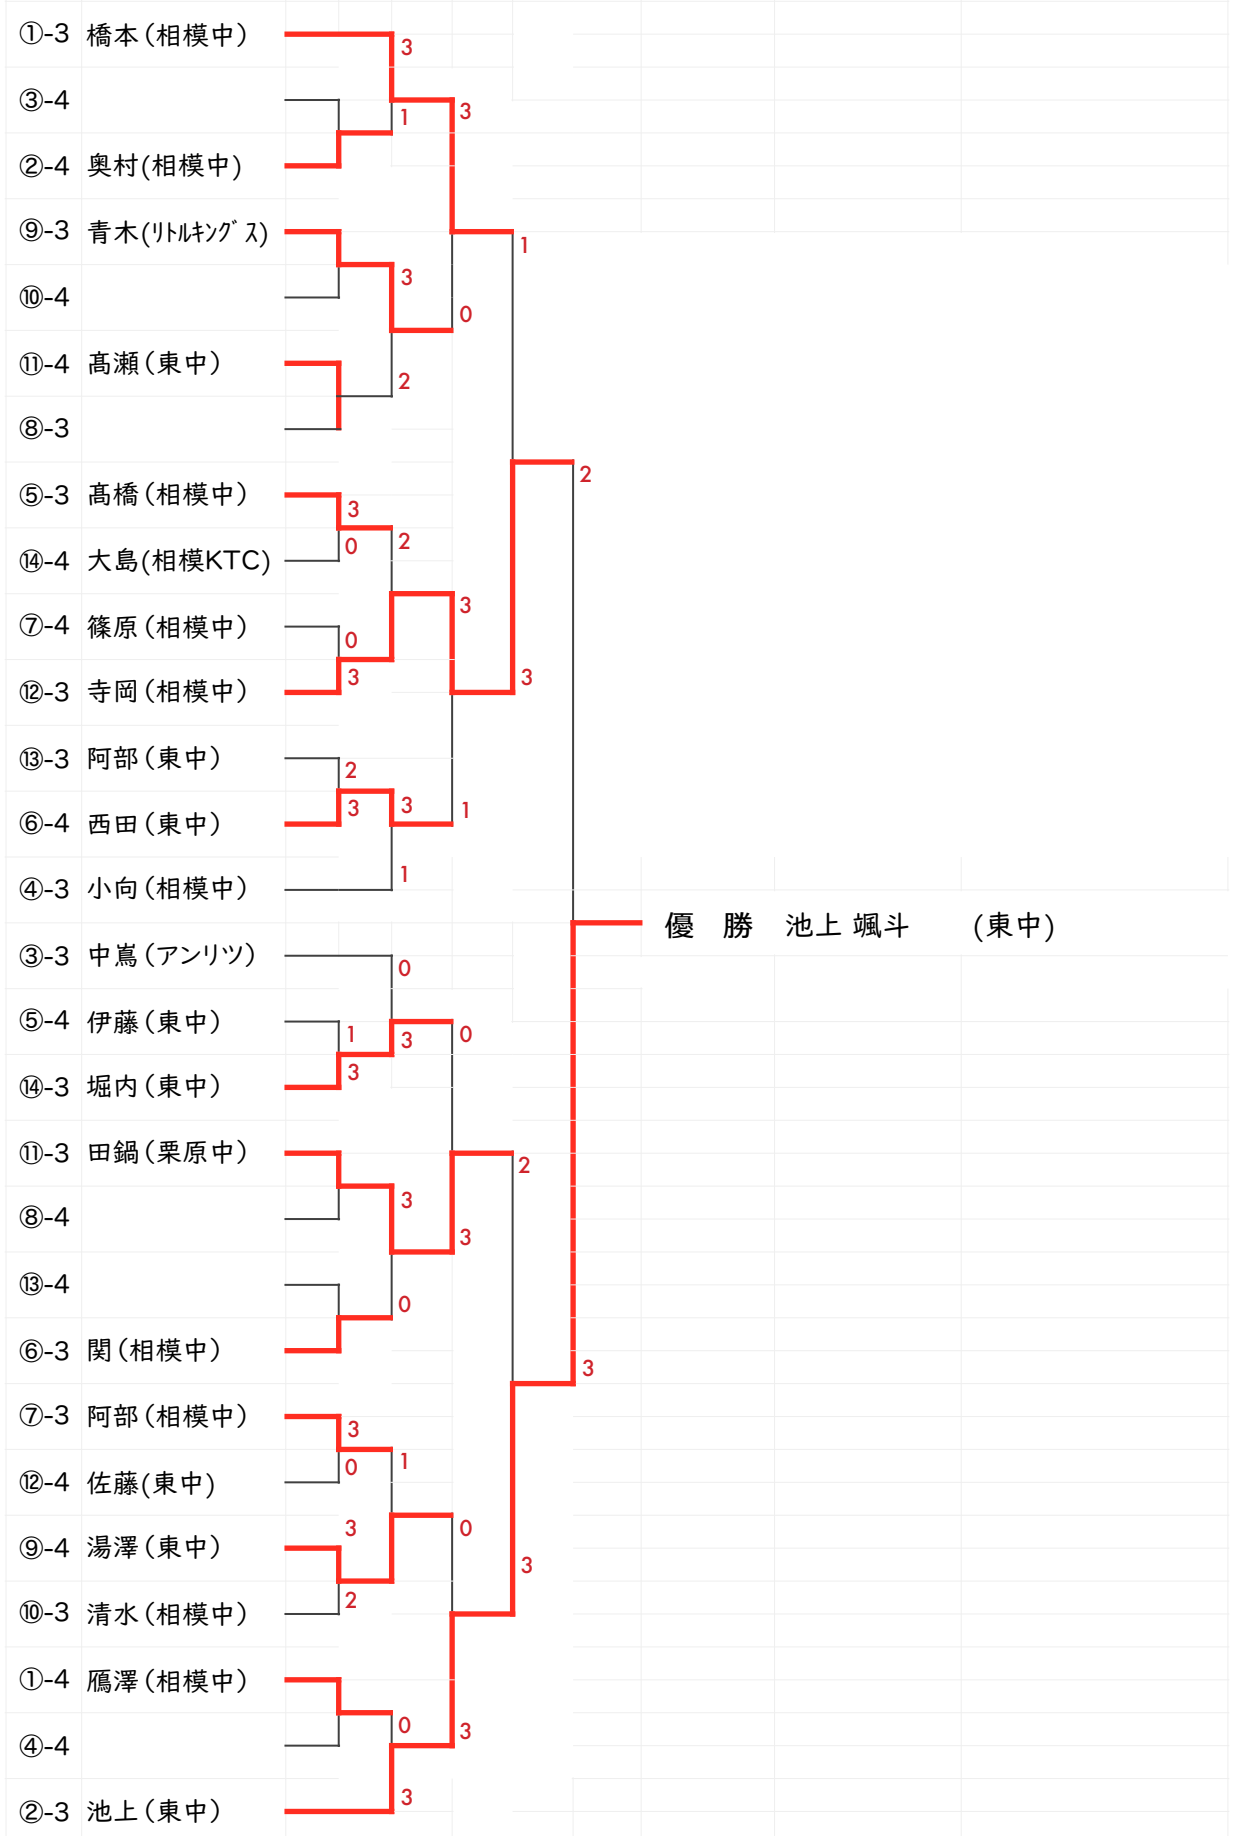 ①-3 橋本(相模中)
3
③-4
1
3
②-4 奥村(相模中)
⑨-3 青木(リトルキングス)
1
3
⑩-4
0
⑪-4 髙瀬(東中)
2
⑧-3
2
⑤-3 髙橋(相模中)
3
2
⑭-4 大島(相模KTC)
0
3
⑦-4 篠原(相模中)
0
3
3
⑫-3 寺岡(相模中)
⑬-3 阿部(東中)
2
3
3
1
⑥-4 西田(東中)
1
④-3 小向(相模中)
優 勝 池上 颯斗 (東中)
③-3 中嶌(アンリツ)
0
⑤-4 伊藤(東中)
1
3
0
3
⑭-3 堀内(東中)
⑪-3 田鍋(栗原中)
2
3
⑧-4
3
⑬-4
0
⑥-3 関(相模中)
3
⑦-3 阿部(相模中)
3
1
0
⑫-4 佐藤(東中)
3
0
⑨-4 湯澤(東中)
3
2
⑩-3 清水(相模中)
①-4 鴈澤(相模中)
0
3
④-4
3
②-3 池上(東中)